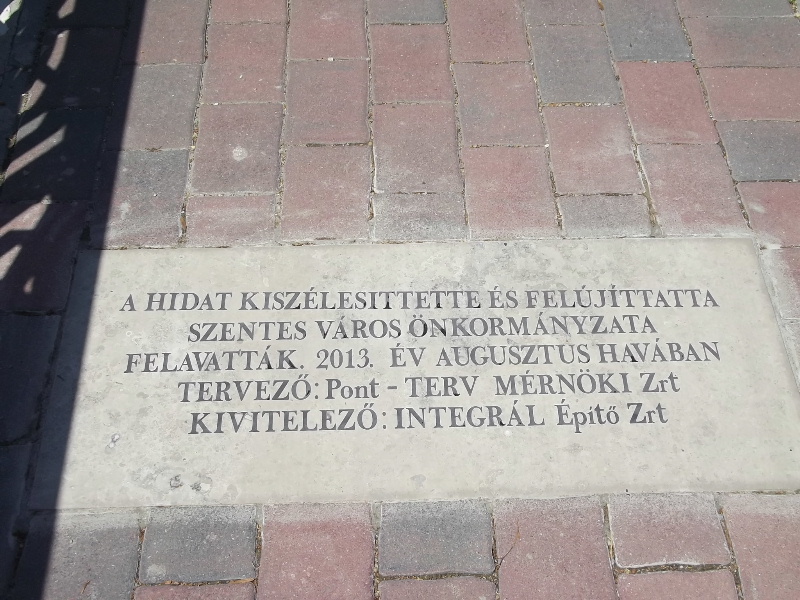 A HIDAT KISZÉLESITTETTE ÉS FELÚJÍTTATTA
SZENTES VÁROS ÖNKORMÁNYZATA
FELAVATTÁK. 2013. ÉV AUGUSZTUS HAVÁBAN
TERVEZŐ: Pont - TERV MÉRNÖKI Zrt
KIVITELEZŐ: INTEGRÁL Építő Zrt